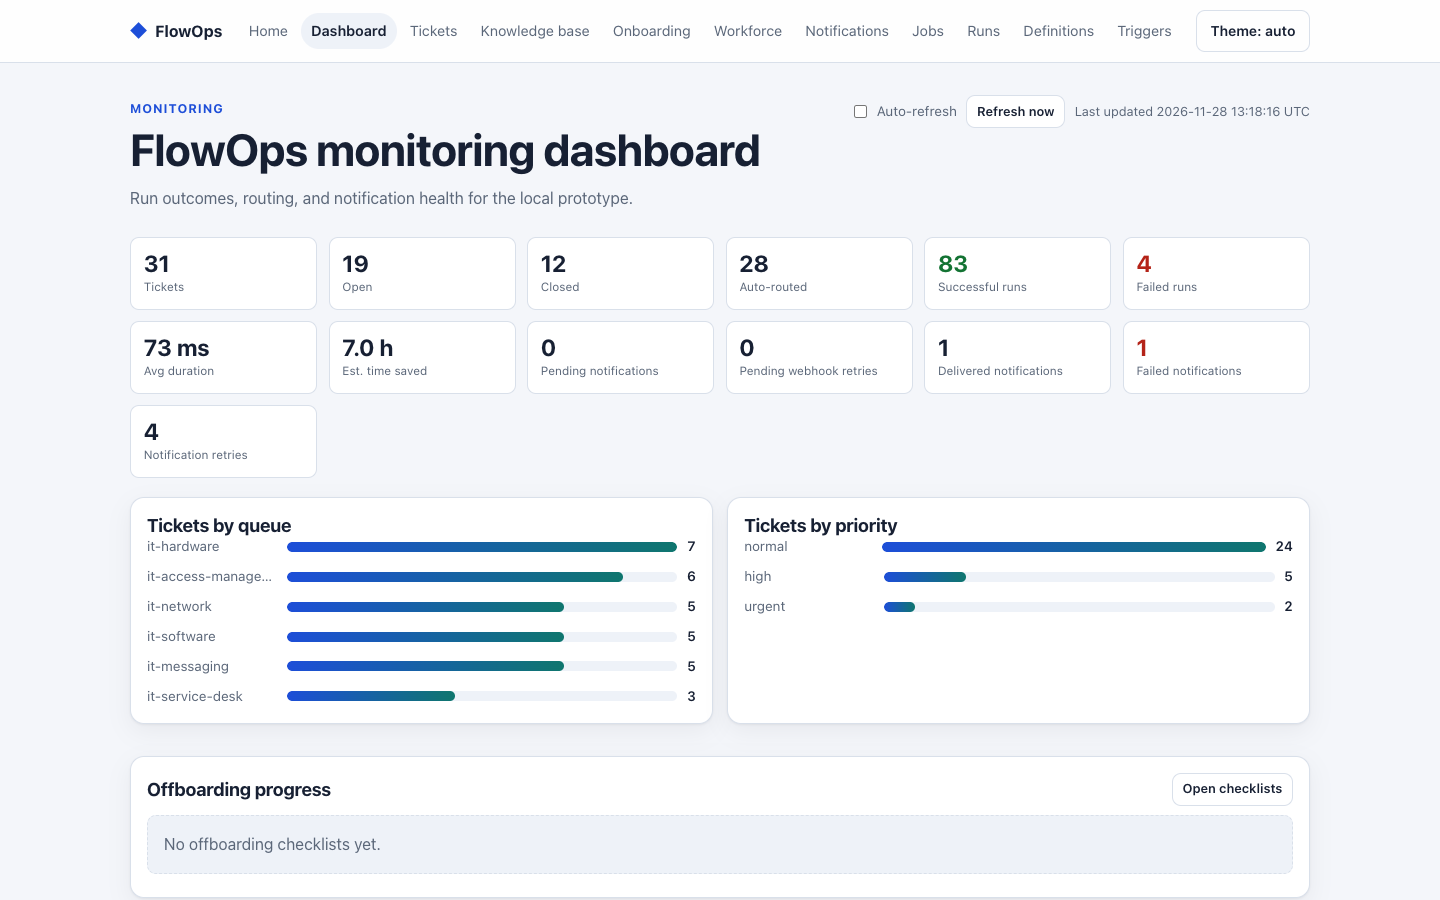 FlowOps Home Dashboard Tickets Knowledge base Onboarding Workforce Notifications Jobs Runs Definitions Triggers Theme: auto
MONITORING
Auto-refresh Refresh now Last updated 2026-11-28 13:18:16 UTC
FlowOps monitoring dashboard
Run outcomes, routing, and notification health for the local prototype.
31 19 12 28 83 4
Tickets Open Closed Auto-routed Successful runs Failed runs
73 ms 7.0 h 0 0 1 1
Avg duration Est. time saved Pending notifications Pending webhook retries Delivered notifications Failed notifications
4
Notification retries
Tickets by queue
it-hardware 7
it-access-manage... 6
it-network 5
it-software 5
it-messaging 5
it-service-desk 3
Tickets by priority
normal 24
high 5
urgent 2
Offboarding progress Open checklists
No offboarding checklists yet.